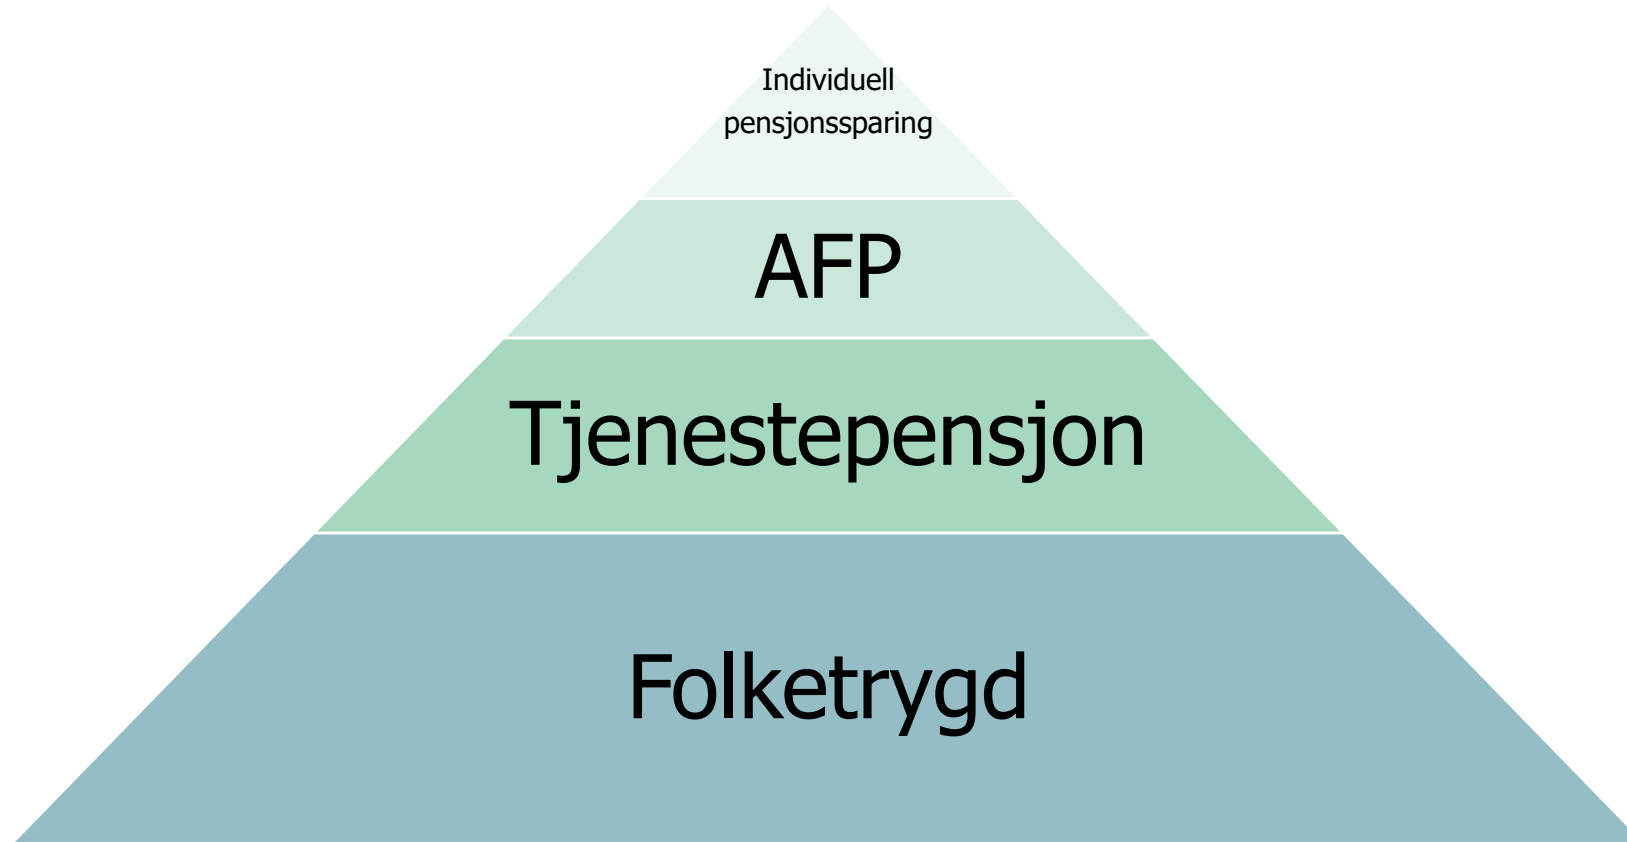 Individuell
pensjonssparing
AFP
Tjenestepensjon
Folketrygd